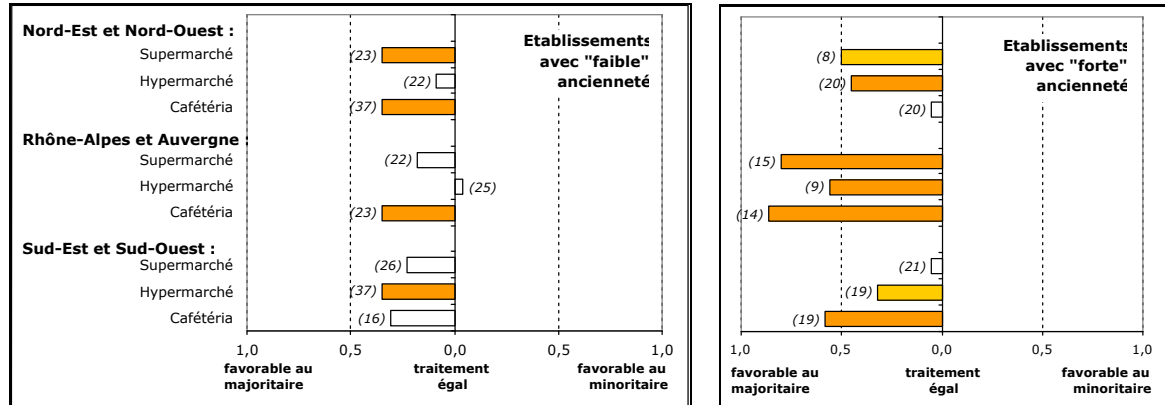 Nord-Est et Nord-Ouest :
Supermarché
(23)
Hypermarché
(22)
Cafétéria
(37)
Rhône-Alpes et Auvergne :
Supermarché
(22)
Hypermarché
(25)
Cafétéria
(23)
Sud-Est et Sud-Ouest :
Supermarché
(26)
Hypermarché
(37)
Cafétéria
(16)
Etablissements
avec "faible"
ancienneté
1,0 0,5 0,0 0,5 1,0
favorable au traitement favorable au
majoritaire égal minoritaire
Etablissements
avec "forte"
ancienneté
(8)
(20)
(20)
(15)
(9)
(14)
(21)
(19)
(19)
1,0 0,5 0,0 0,5 1,0
favorable au traitement favorable au
majoritaire égal minoritaire